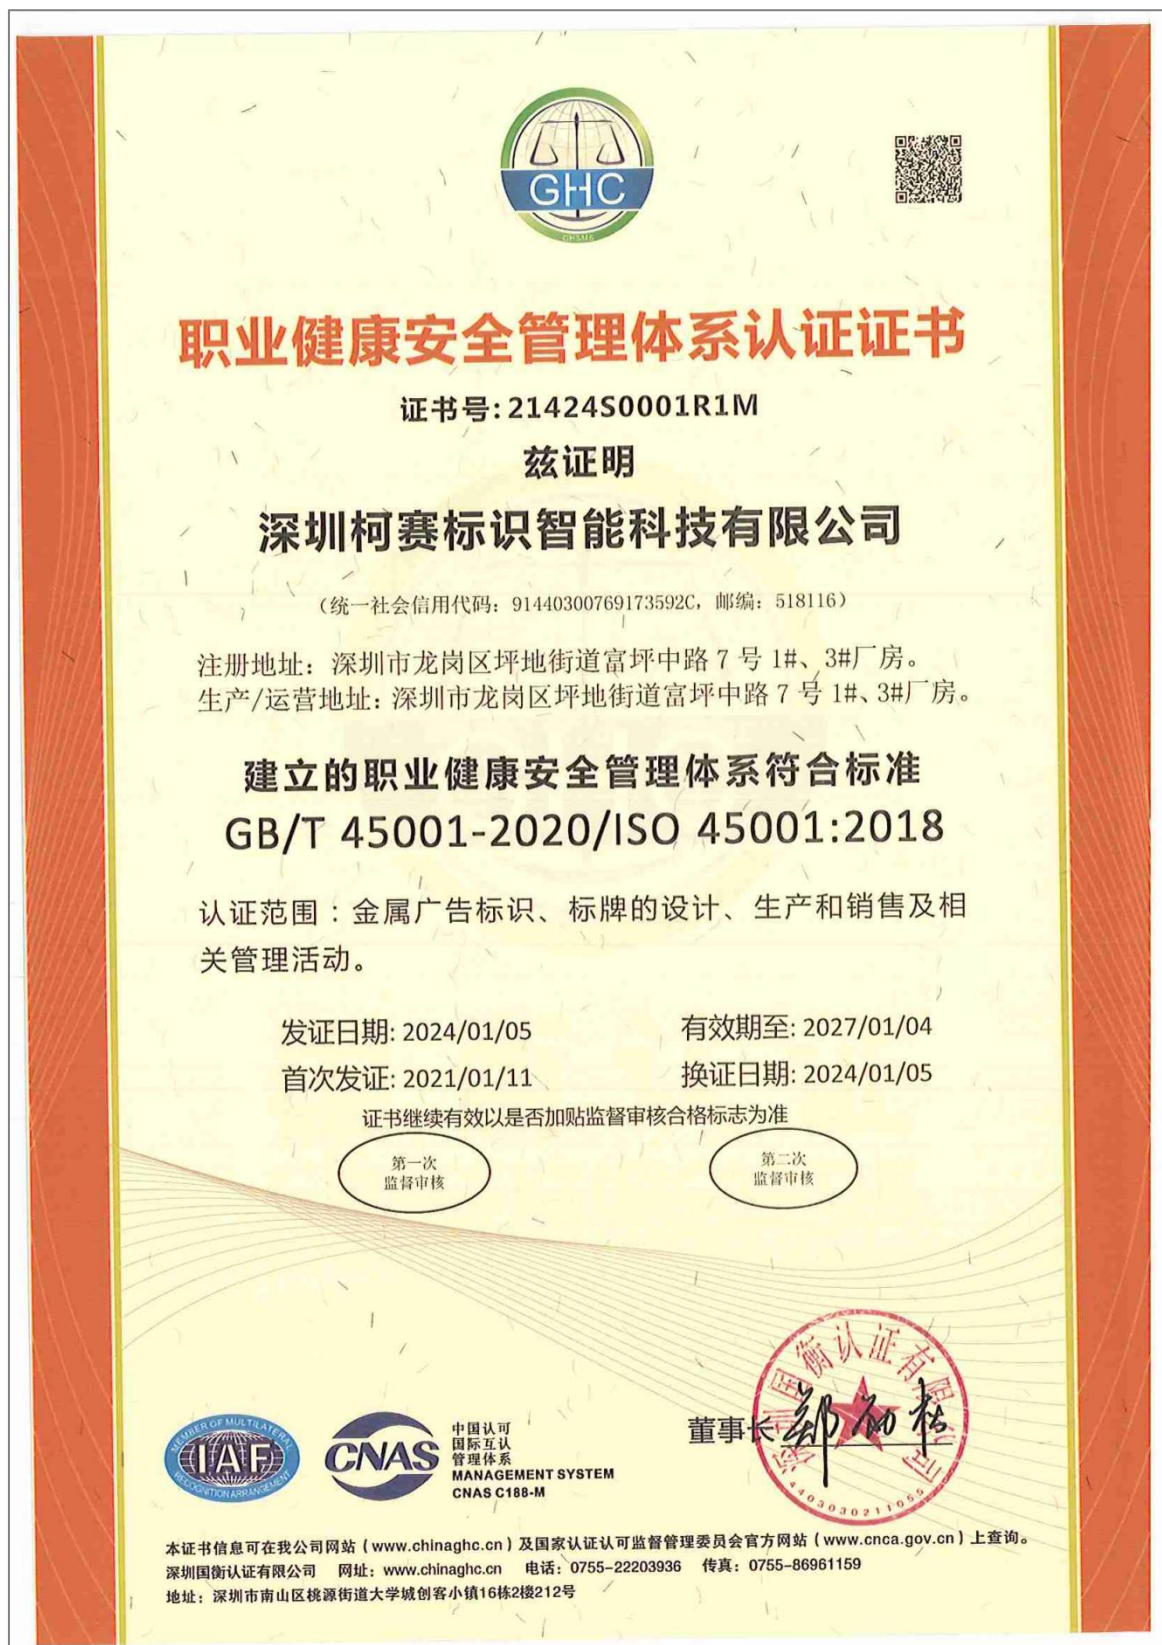 GHC
OHSMS
职业健康安全管理体系认证证书
证书号:21424S0001R1M
兹证明
深圳柯赛标识智能科技有限公司
（统一社会信用代码：91440300769173592C，邮编：518116）
注册地址：深圳市龙岗区坪地街道富坪中路 7 号 1#、3#厂房。
生产/运营地址：深圳市龙岗区坪地街道富坪中路 7 号 1#、3#厂房。
建立的职业健康安全管理体系符合标准
GB/T 45001-2020/ISO 45001:2018
认证范围：金属广告标识、标牌的设计、生产和销售及相
关管理活动。
发证日期: 2024/01/05 有效期至: 2027/01/04
首次发证: 2021/01/11 换证日期: 2024/01/05
证书继续有效以是否加贴监督审核合格标志为准
第一次
监督审核
第二次
监督审核
深圳国衡认证有限公司
4403030211055
董事长
MEMBER OF MULTILATERAL
IAF
RECOGNITION ARRANGEMENT
CNAS
中国认可
国际互认
管理体系
MANAGEMENT SYSTEM
CNAS C188-M
本证书信息可在我公司网站（www.chinaghc.cn）及国家认证认可监督管理委员会官方网站（www.cnca.gov.cn）上查询。
深圳国衡认证有限公司 网址：www.chinaghc.cn 电话：0755-22203936 传真：0755-86961159
地址：深圳市南山区桃源街道大学城创客小镇16栋2楼212号